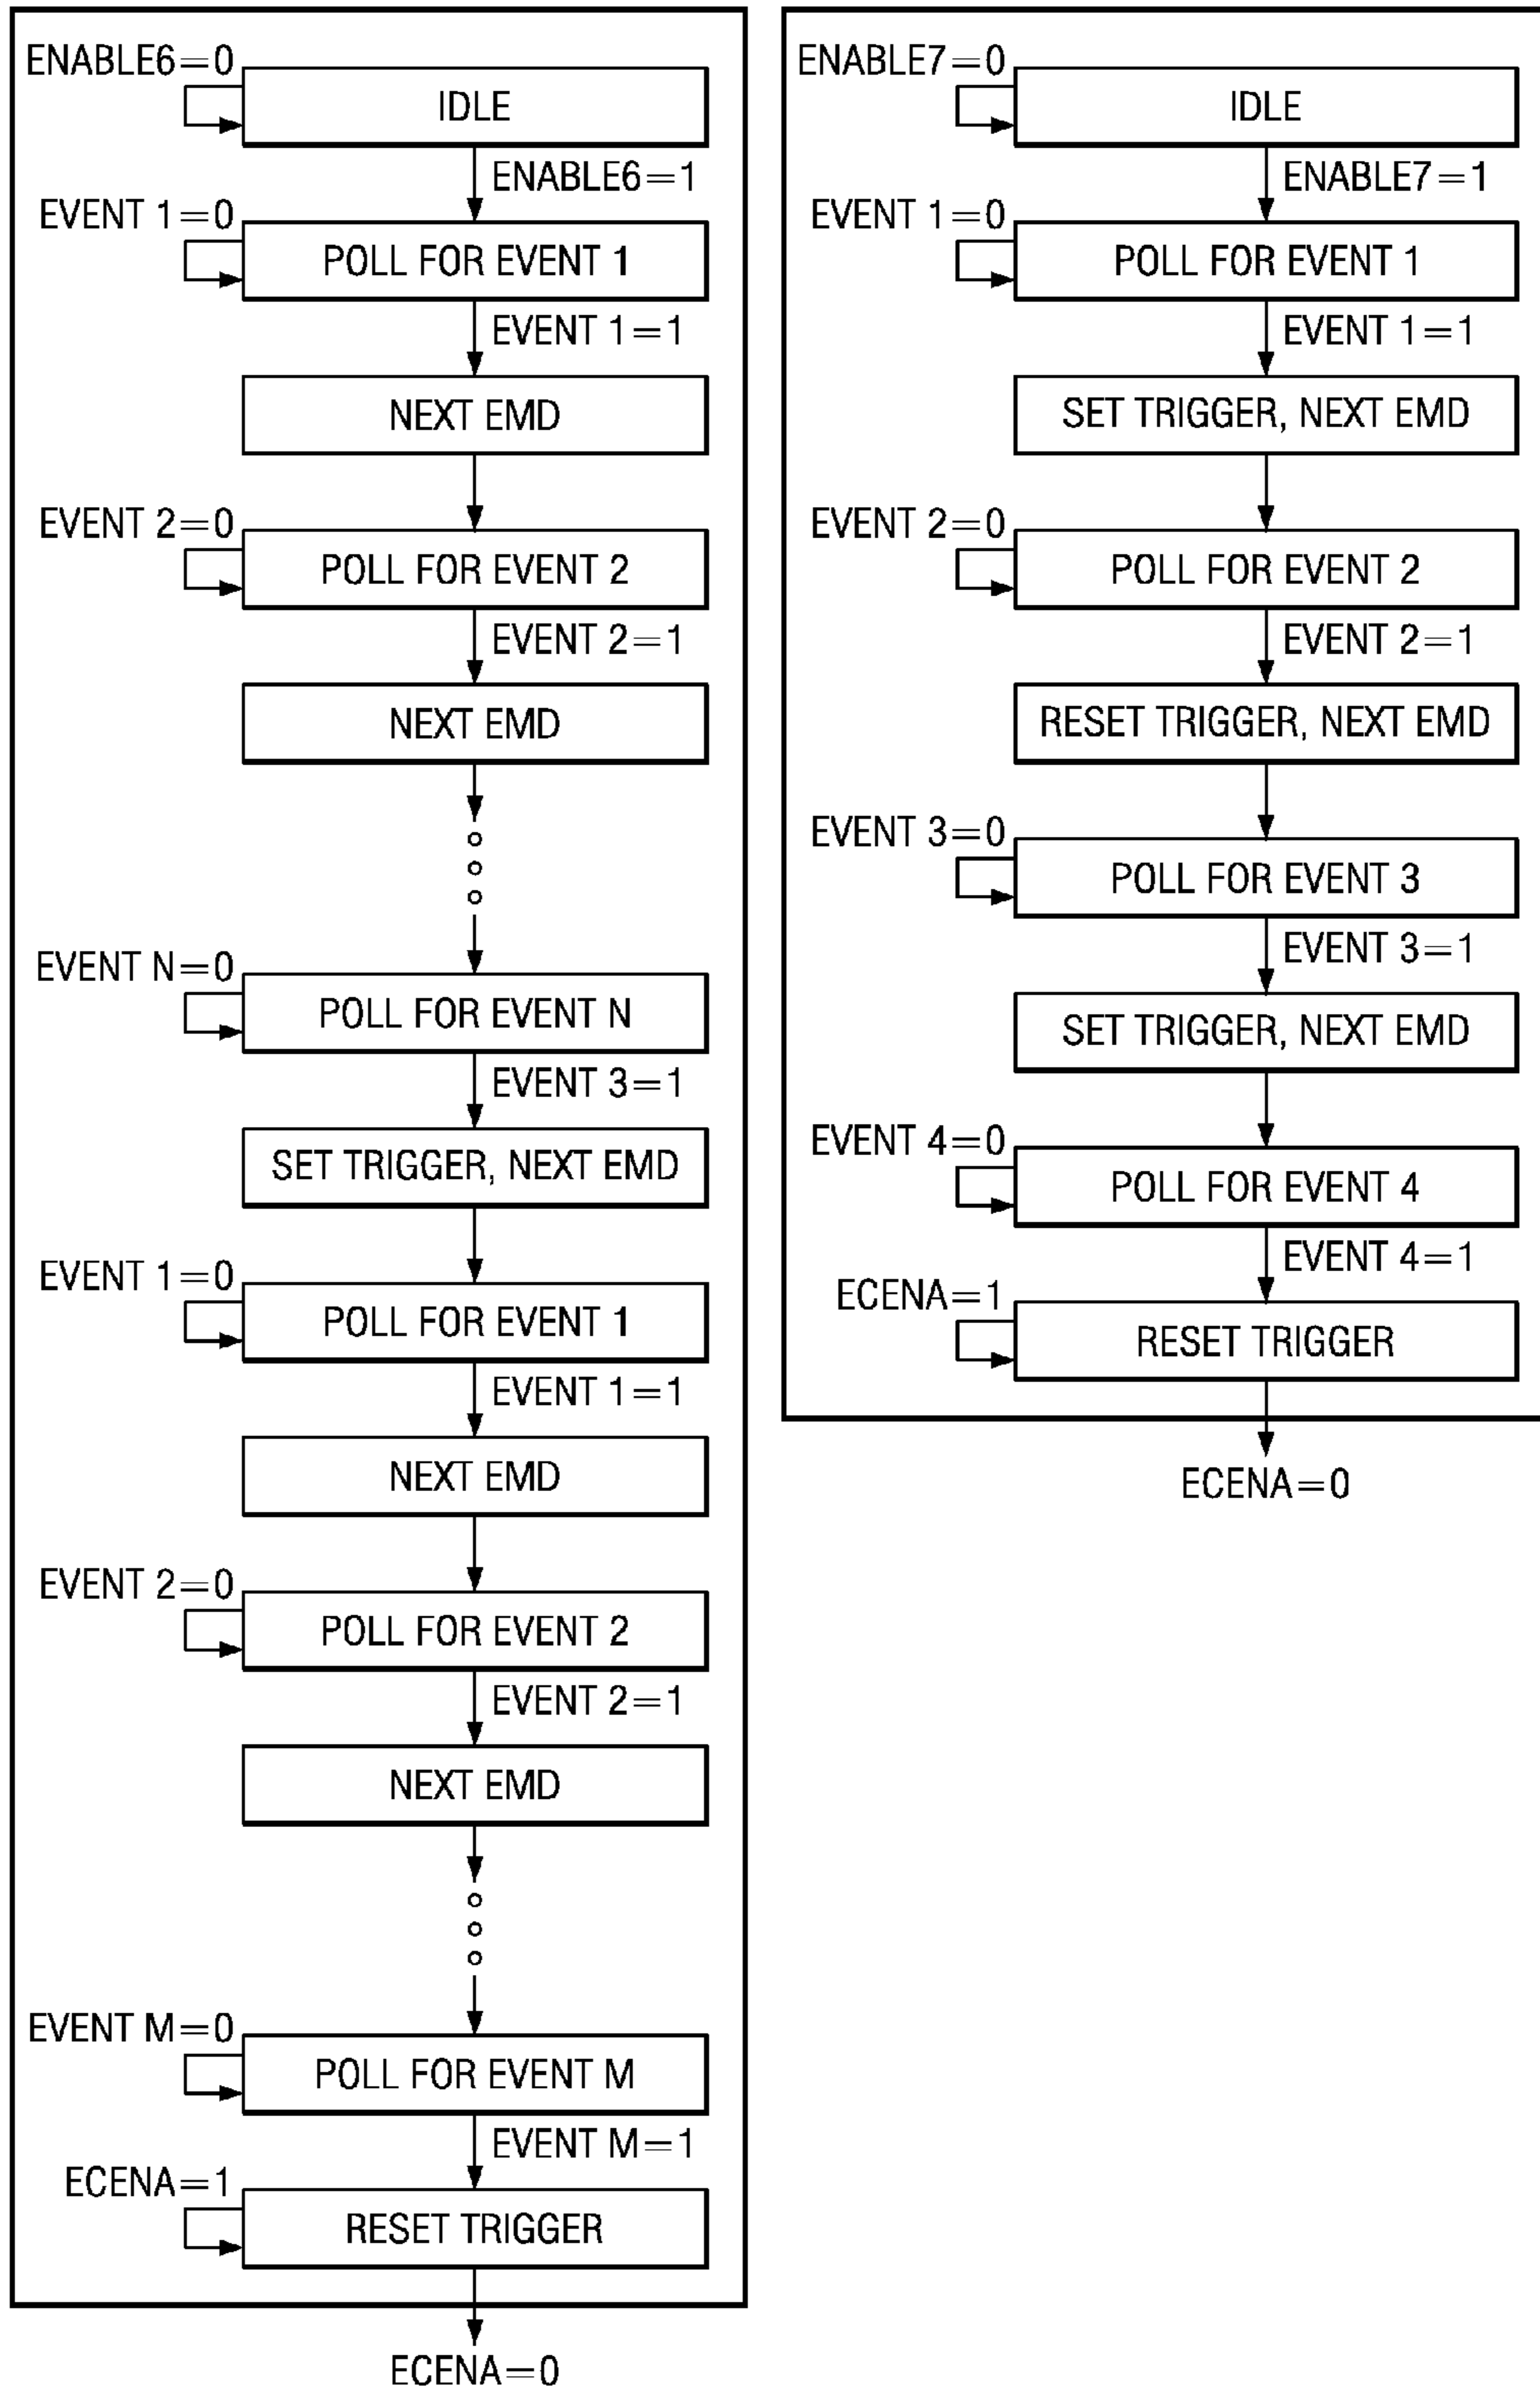 ENABLE6=0
IDLE
ENABLE6=1
EVENT 1=0
POLL FOR EVENT 1
EVENT 1=1
NEXT EMD
EVENT 2=0
POLL FOR EVENT 2
EVENT 2=1
NEXT EMD
EVENT N=0
POLL FOR EVENT N
EVENT 3=1
SET TRIGGER, NEXT EMD
EVENT 1=0
POLL FOR EVENT 1
EVENT 1=1
NEXT EMD
EVENT 2=0
POLL FOR EVENT 2
EVENT 2=1
NEXT EMD
EVENT M=0
POLL FOR EVENT M
EVENT M=1
ECENA=1
RESET TRIGGER
ECENA=0
ENABLE7=0
IDLE
ENABLE7=1
EVENT 1=0
POLL FOR EVENT 1
EVENT 1=1
SET TRIGGER, NEXT EMD
EVENT 2=0
POLL FOR EVENT 2
EVENT 2=1
RESET TRIGGER, NEXT EMD
EVENT 3=0
POLL FOR EVENT 3
EVENT 3=1
SET TRIGGER, NEXT EMD
EVENT 4=0
POLL FOR EVENT 4
EVENT 4=1
ECENA=1
RESET TRIGGER
ECENA=0